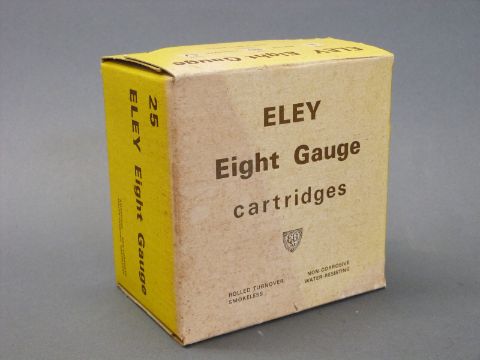 ELEY
Eight Gauge
25
ELEY Eight Gauge
ELEY
Eight Gauge
cartridges
ROLLED TURNOVER
SMOKELESS
NON CORROSIVE
WATER-RESISTING